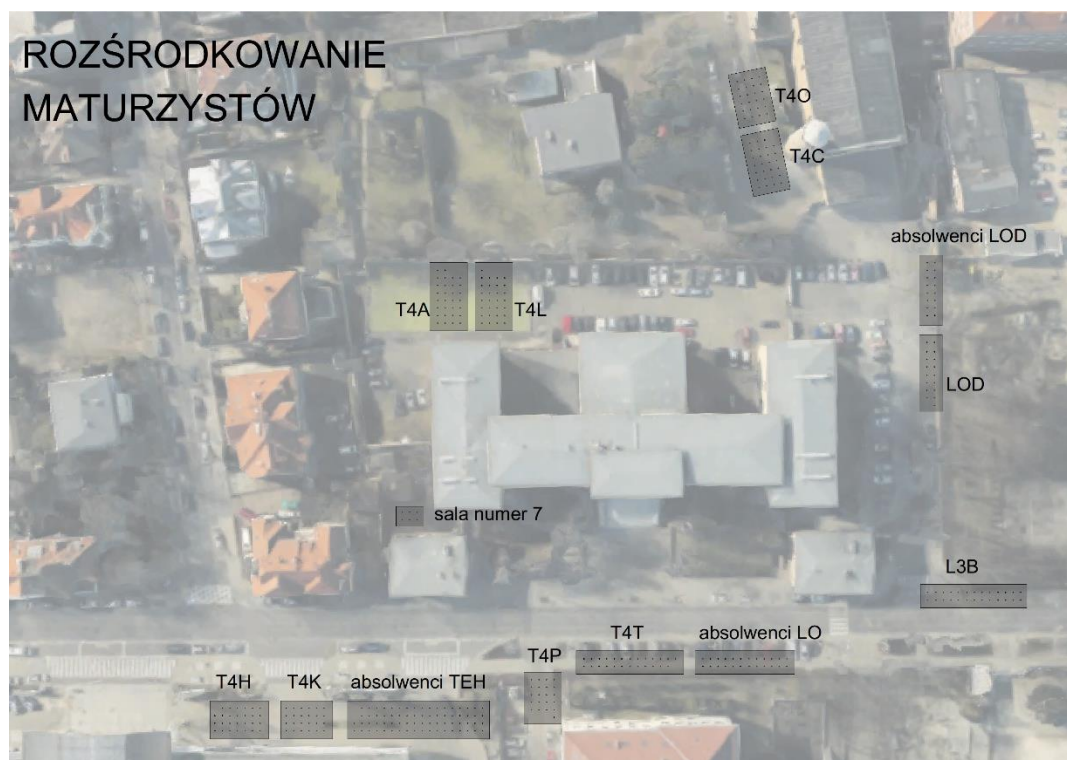 ROZŚRODKOWANIE
MATURZYSTÓW
T4O
T4C
absolwenci LOD
T4A
T4L
LOD
sala numer 7
L3B
T4T
absolwenci LO
T4P
T4H
T4K
absolwenci TEH